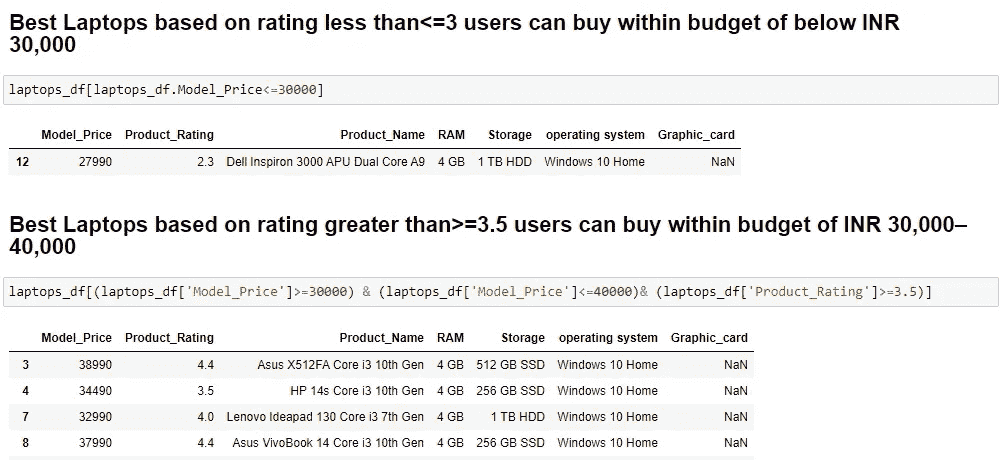 Best Laptops based on rating less than<=3 users can buy within budget of below INR
30,000
laptops_df[laptops_df.Model_Price<=30000]
Model_Price Product_Rating Product_Name RAM Storage operating system Graphic_card
12 27990 2.3 Dell Inspiron 3000 APU Dual Core A9 4 GB 1 TB HDD Windows 10 Home NaN
Best Laptops based on rating greater than>=3.5 users can buy within budget of INR 30,000–
40,000
laptops_df[(laptops_df['Model_Price']>=30000) & (laptops_df['Model_Price']<=40000)& (laptops_df['Product_Rating']>=3.5)]
Model_Price Product_Rating Product_Name RAM Storage operating system Graphic_card
3 38990 4.4 Asus X512FA Core i3 10th Gen 4 GB 512 GB SSD Windows 10 Home NaN
4 34490 3.5 HP 14s Core i3 10th Gen 4 GB 256 GB SSD Windows 10 Home NaN
7 32990 4.0 Lenovo Ideapad 130 Core i3 7th Gen 4 GB 1 TB HDD Windows 10 Home NaN
8 37990 4.4 Asus VivoBook 14 Core i3 10th Gen 4 GB 256 GB SSD Windows 10 Home NaN